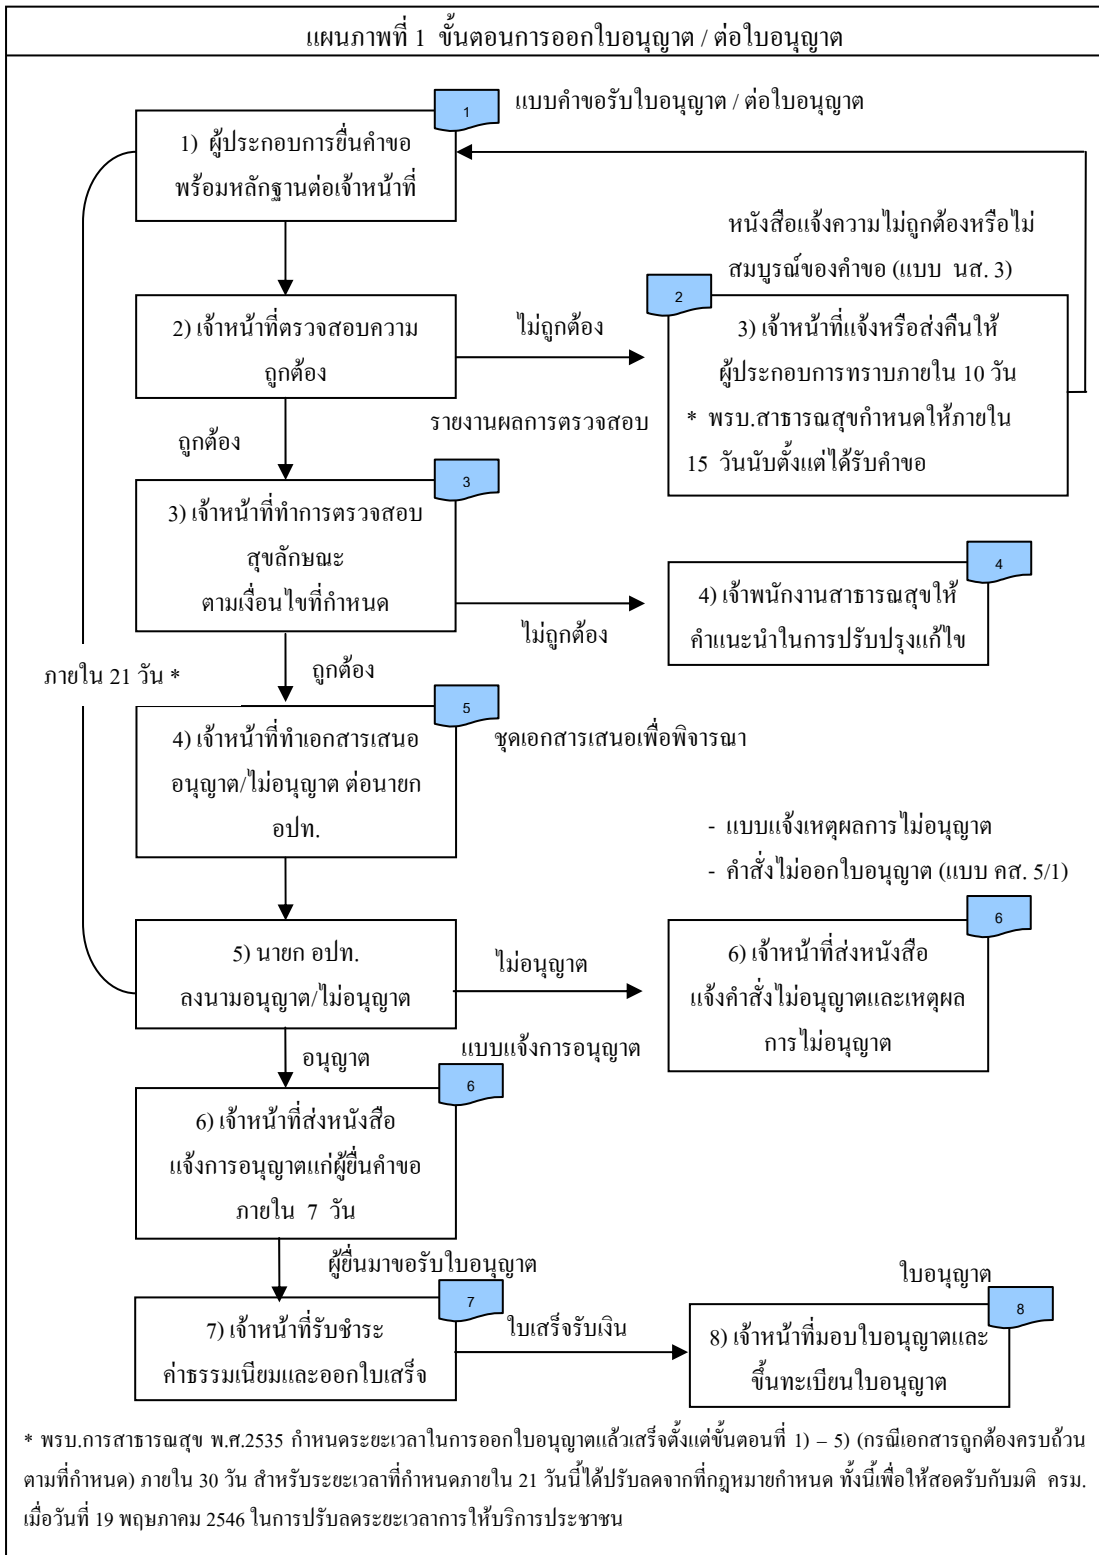 แผนภาพที่ 1 ขั้นตอนการออกใบอนุญาต / ต่อใบอนุญาต
1
แบบคำขอรับใบอนุญาต / ต่อใบอนุญาต
1) ผู้ประกอบการยื่นคำขอ
พร้อมหลักฐานต่อเจ้าหน้าที่
หนังสือแจ้งความไม่ถูกต้องหรือไม่
สมบูรณ์ของคำขอ (แบบ นส. 3)
2
2) เจ้าหน้าที่ตรวจสอบความ
ถูกต้อง
ไม่ถูกต้อง
3) เจ้าหน้าที่แจ้งหรือส่งคืนให้
ผู้ประกอบการทราบภายใน 10 วัน
* พรบ.สาธารณสุขกำหนดให้ภายใน
15 วันนับตั้งแต่ได้รับคำขอ
รายงานผลการตรวจสอบ
ถูกต้อง
3
3) เจ้าหน้าที่ทำการตรวจสอบ
สุขลักษณะ
ตามเงื่อนไขที่กำหนด
ไม่ถูกต้อง
4
4) เจ้าพนักงานสาธารณสุขให้
คำแนะนำในการปรับปรุงแก้ไข
ภายใน 21 วัน *
ถูกต้อง
5
ชุดเอกสารเสนอเพื่อพิจารณา
4) เจ้าหน้าที่ทำเอกสารเสนอ
อนุญาต/ไม่อนุญาต ต่อนายก
อปท.
- แบบแจ้งเหตุผลการไม่อนุญาต
- คำสั่งไม่ออกใบอนุญาต (แบบ คส. 5/1)
6
5) นายก อปท.
ลงนามอนุญาต/ไม่อนุญาต
ไม่อนุญาต
6) เจ้าหน้าที่ส่งหนังสือ
แจ้งคำสั่งไม่อนุญาตและเหตุผล
การไม่อนุญาต
อนุญาต
แบบแจ้งการอนุญาต
6
6) เจ้าหน้าที่ส่งหนังสือ
แจ้งการอนุญาตแก่ผู้ยื่นคำขอ
ภายใน 7 วัน
ผู้ยื่นมาขอรับใบอนุญาต
7
7) เจ้าหน้าที่รับชำระ
ค่าธรรมเนียมและออกใบเสร็จ
ใบเสร็จรับเงิน
ใบอนุญาต
8
8) เจ้าหน้าที่มอบใบอนุญาตและ
ขึ้นทะเบียนใบอนุญาต
* พรบ.การสาธารณสุข พ.ศ.2535 กำหนดระยะเวลาในการออกใบอนุญาตแล้วเสร็จตั้งแต่ขั้นตอนที่ 1) – 5) (กรณีเอกสารถูกต้องครบถ้วน
ตามที่กำหนด) ภายใน 30 วัน สำหรับระยะเวลาที่กำหนดภายใน 21 วันนี้ได้ปรับลดจากที่กฎหมายกำหนด ทั้งนี้เพื่อให้สอดรับกับมติ ครม.
เมื่อวันที่ 19 พฤษภาคม 2546 ในการปรับลดระยะเวลาการให้บริการประชาชน